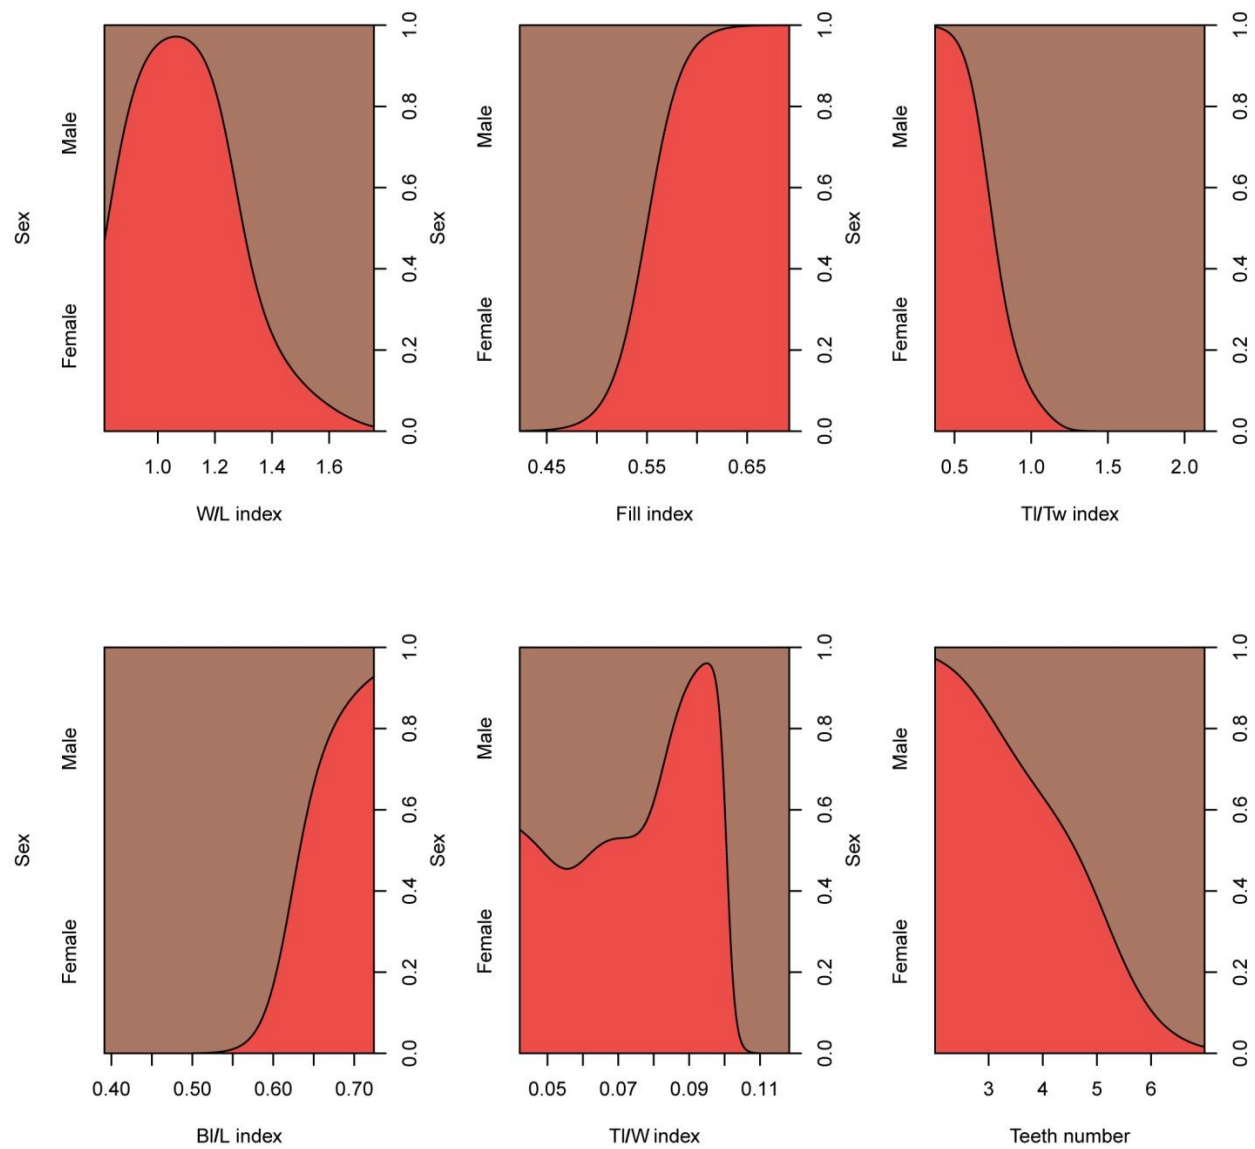 Sex
Male
Female
1.0
0.8
0.6
0.4
0.2
0.0
1.0 1.2 1.4 1.6
W/L index
Sex
Male
Female
1.0
0.8
0.6
0.4
0.2
0.0
0.45 0.55 0.65
Fill index
Sex
Male
Female
1.0
0.8
0.6
0.4
0.2
0.0
0.5 1.0 1.5 2.0
Tl/Tw index
Sex
Male
Female
1.0
0.8
0.6
0.4
0.2
0.0
0.40 0.50 0.60 0.70
Bl/L index
Sex
Male
Female
1.0
0.8
0.6
0.4
0.2
0.0
0.05 0.07 0.09 0.11
Tl/W index
Sex
Male
Female
1.0
0.8
0.6
0.4
0.2
0.0
3 4 5 6
Teeth number